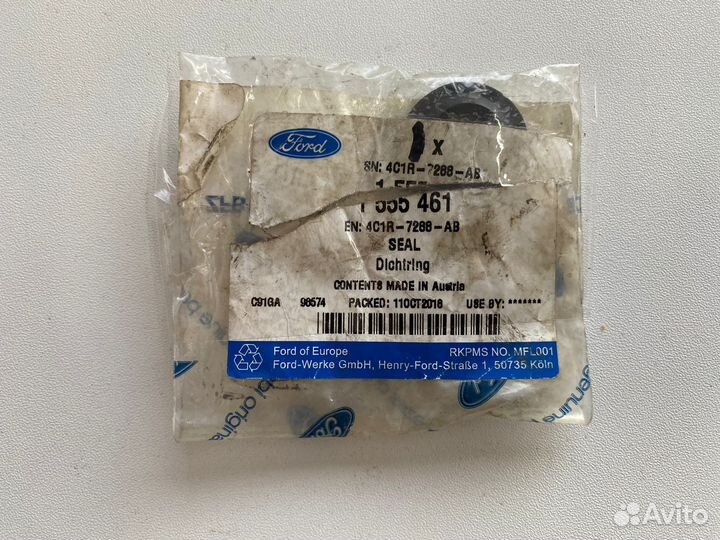 Ford
1 X
EN: 4C1R-7288-AB
1 555 461
EN: 4C1R-7288-AB
SEAL
Dichtring
CONTENTS MADE IN Austria
C91GA 98574 PACKED: 11OCT2016 USE BY: *******
Ford of Europe RKPMS NO. MFL001
Ford-Werke GmbH, Henry-Ford-Straße 1, 50735 Köln
Avito